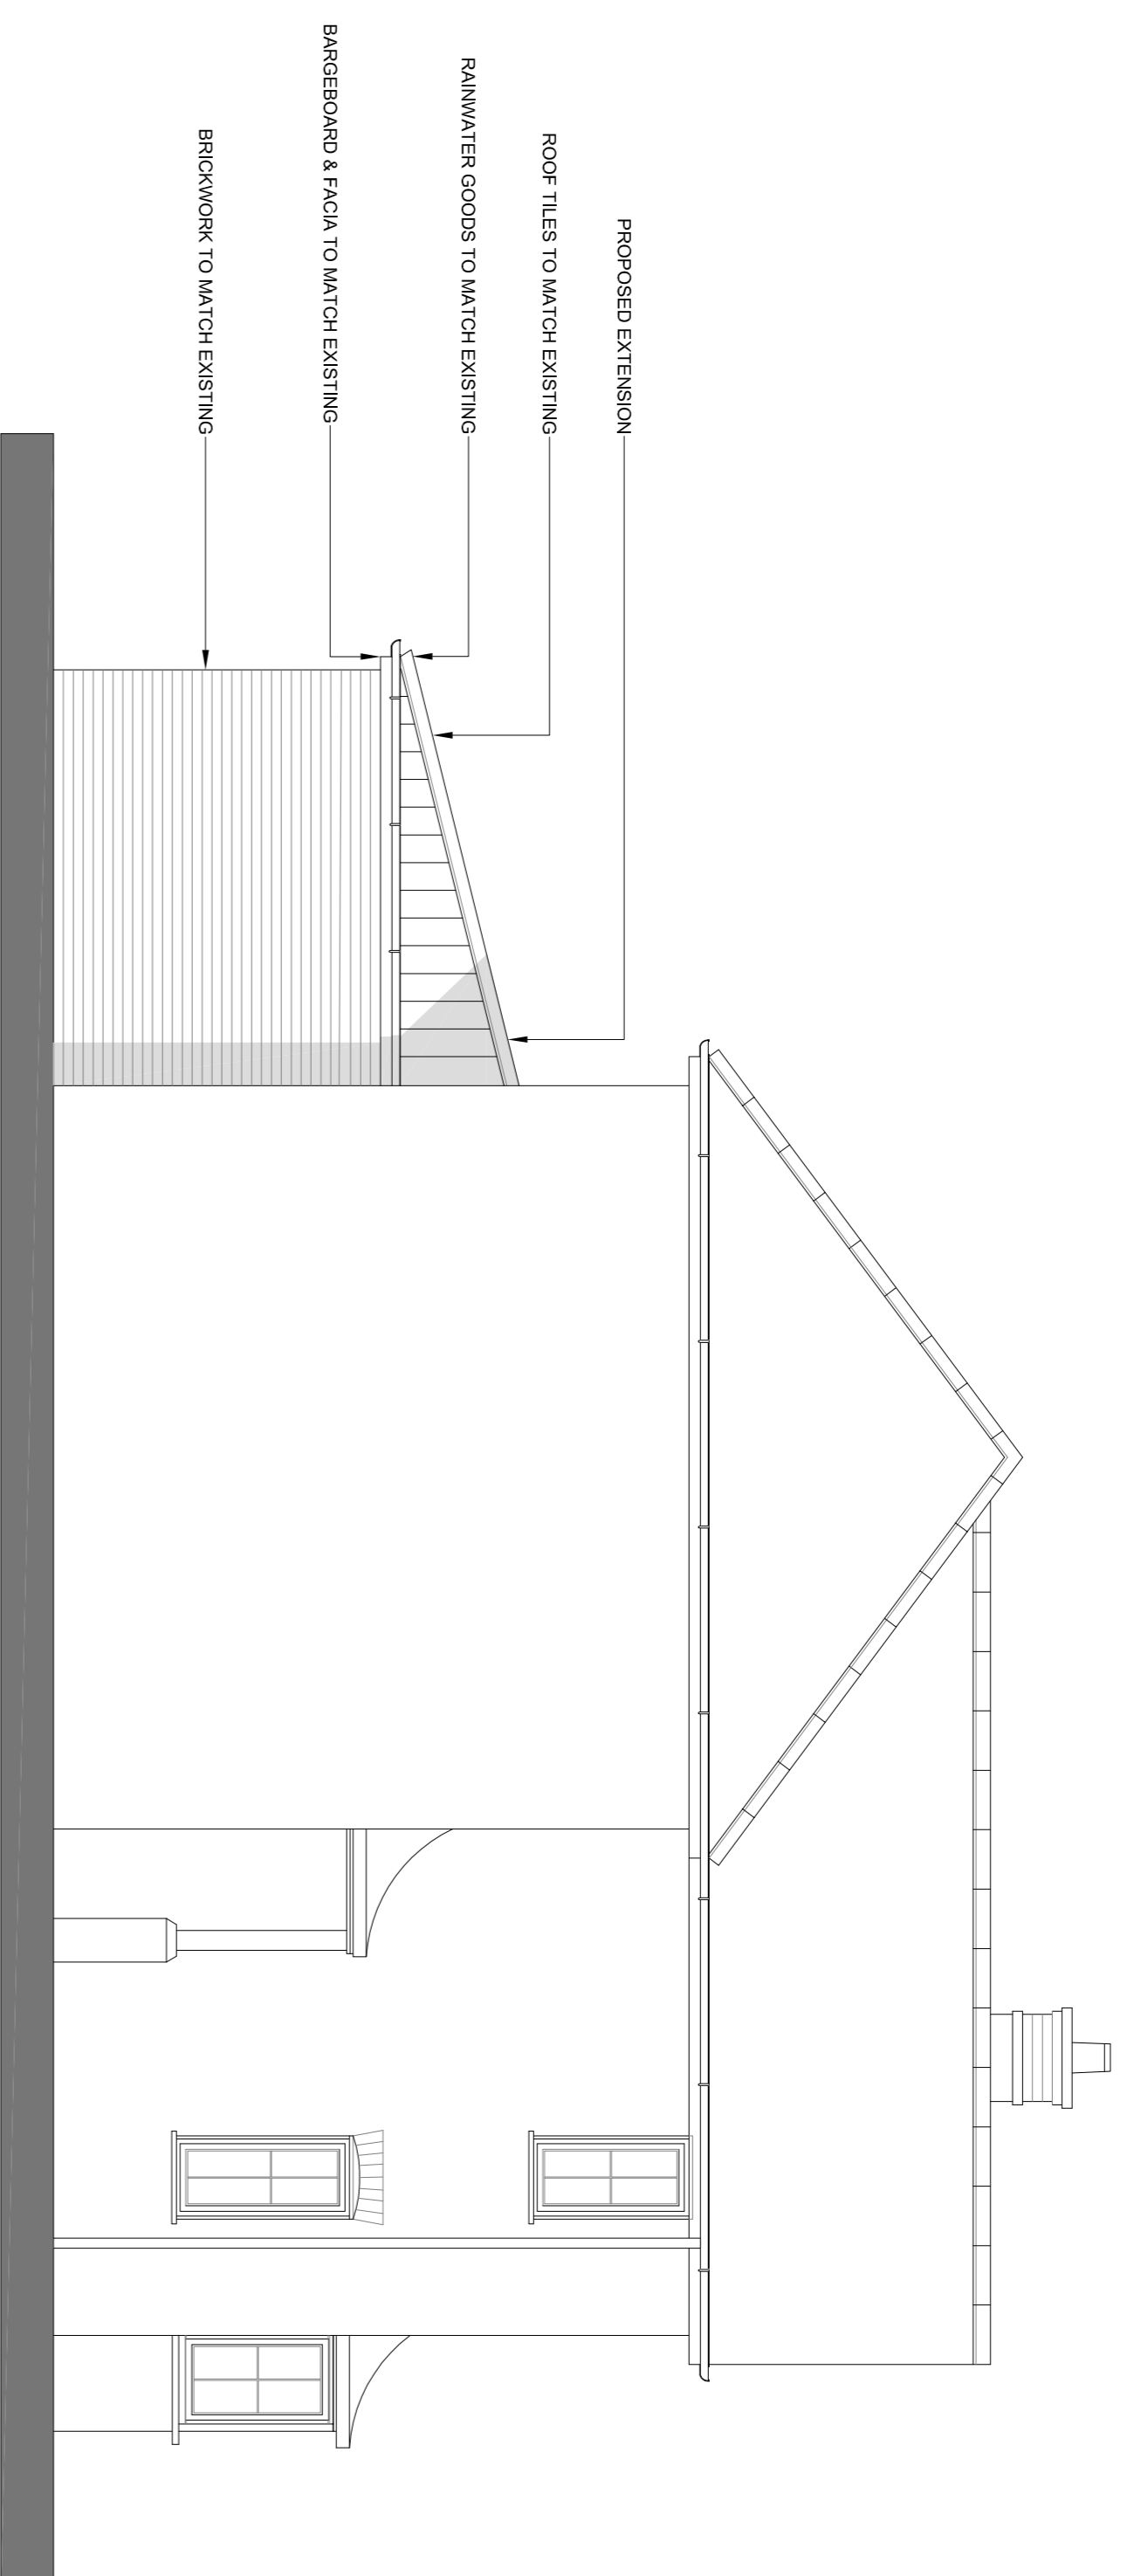 PROPOSED EXTENSION
ROOF TILES TO MATCH EXISTING
RAINWATER GOODS TO MATCH EXISTING
BARGEBOARD & FACIA TO MATCH EXISTING
BRICKWORK TO MATCH EXISTING